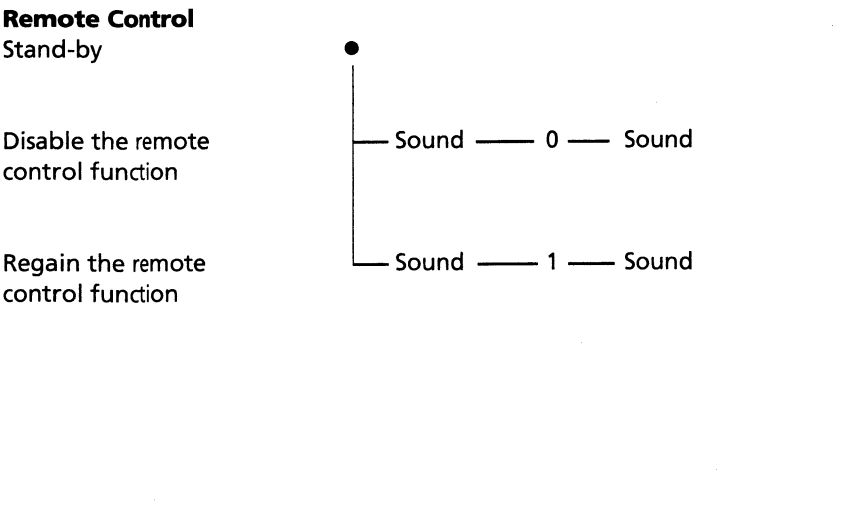 Remote Control
Stand-by
Disable the remote
control function
Sound 0 Sound
Regain the remote
control function
Sound 1 Sound